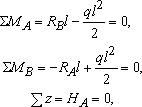 ΣM_A = R_B l − ql²/2 = 0,
ΣM_B = −R_A l + ql²/2 = 0,
∑ z = H_A = 0,